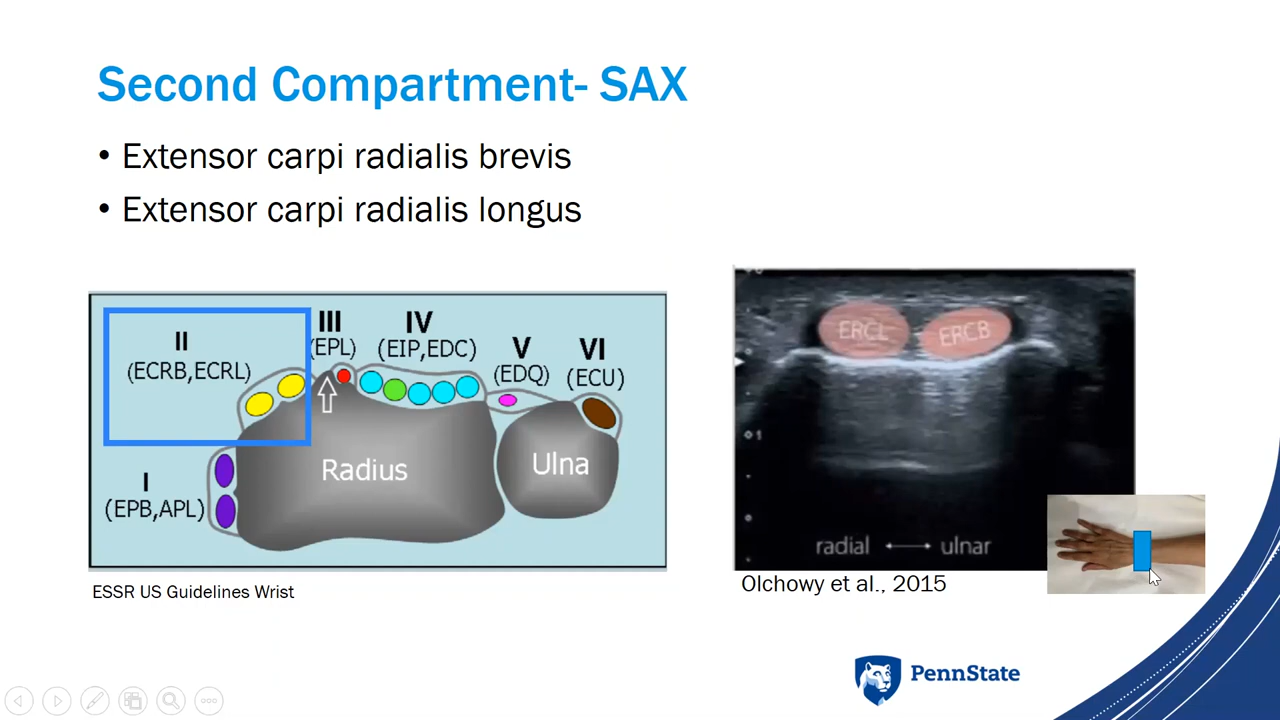 Second Compartment- SAX
• Extensor carpi radialis brevis
• Extensor carpi radialis longus
II
(ECRB,ECRL)
III
(EPL)
IV
(EIP,EDC)
V
(EDQ)
VI
(ECU)
I
(EPB,APL)
Radius
Ulna
ESSR US Guidelines Wrist
ERCL
ERCB
1
radial ⟷ ulnar
Olchowy et al., 2015
PennState